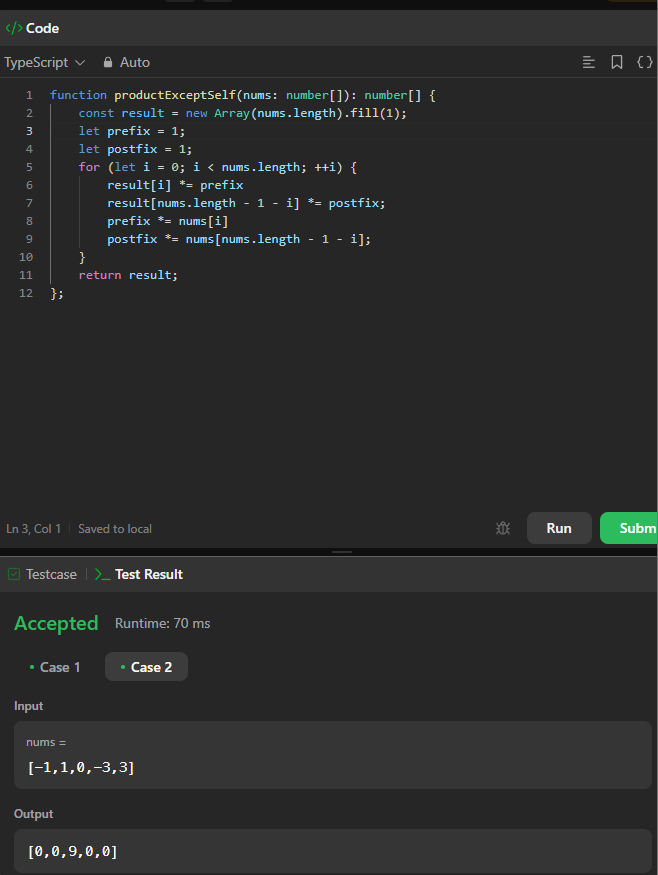 </> Code
TypeScript Auto
1 function productExceptSelf(nums: number[]): number[] {
2 const result = new Array(nums.length).fill(1);
3 let prefix = 1;
4 let postfix = 1;
5 for (let i = 0; i < nums.length; ++i) {
6 result[i] *= prefix
7 result[nums.length - 1 - i] *= postfix;
8 prefix *= nums[i]
9 postfix *= nums[nums.length - 1 - i];
10 }
11 return result;
12 };
Ln 3, Col 1 Saved to local Run Subm
Testcase >_ Test Result
Accepted Runtime: 70 ms
• Case 1 • Case 2
Input
nums =
[-1,1,0,-3,3]
Output
[0,0,9,0,0]